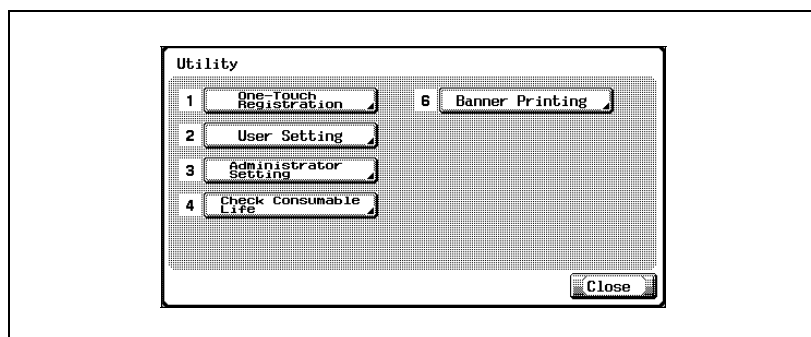 Utility
1 One-Touch
Registration
2 User Setting
3 Administrator
Setting
4 Check Consumable
Life
6 Banner Printing
Close